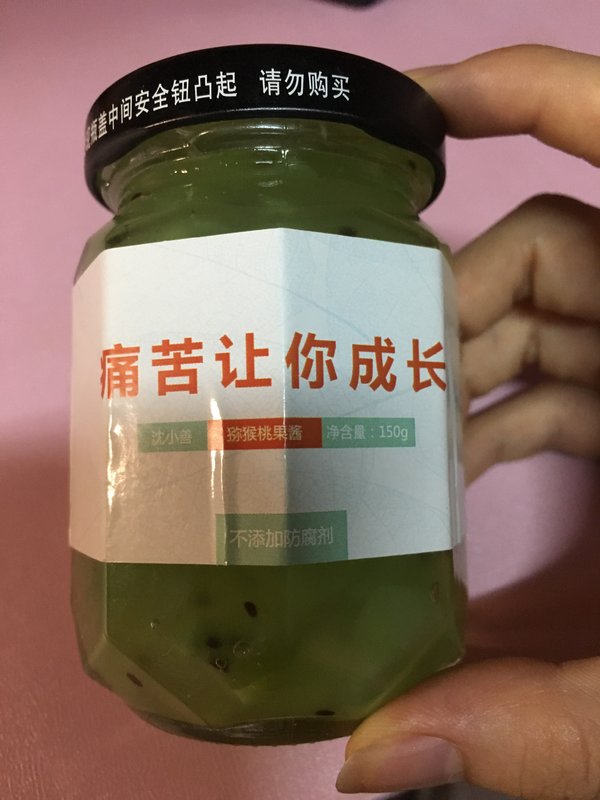 瓶盖中间安全钮凸起 请勿购买
痛苦让你成长
沈小善 猕猴桃果酱 净含量：150g
不添加防腐剂